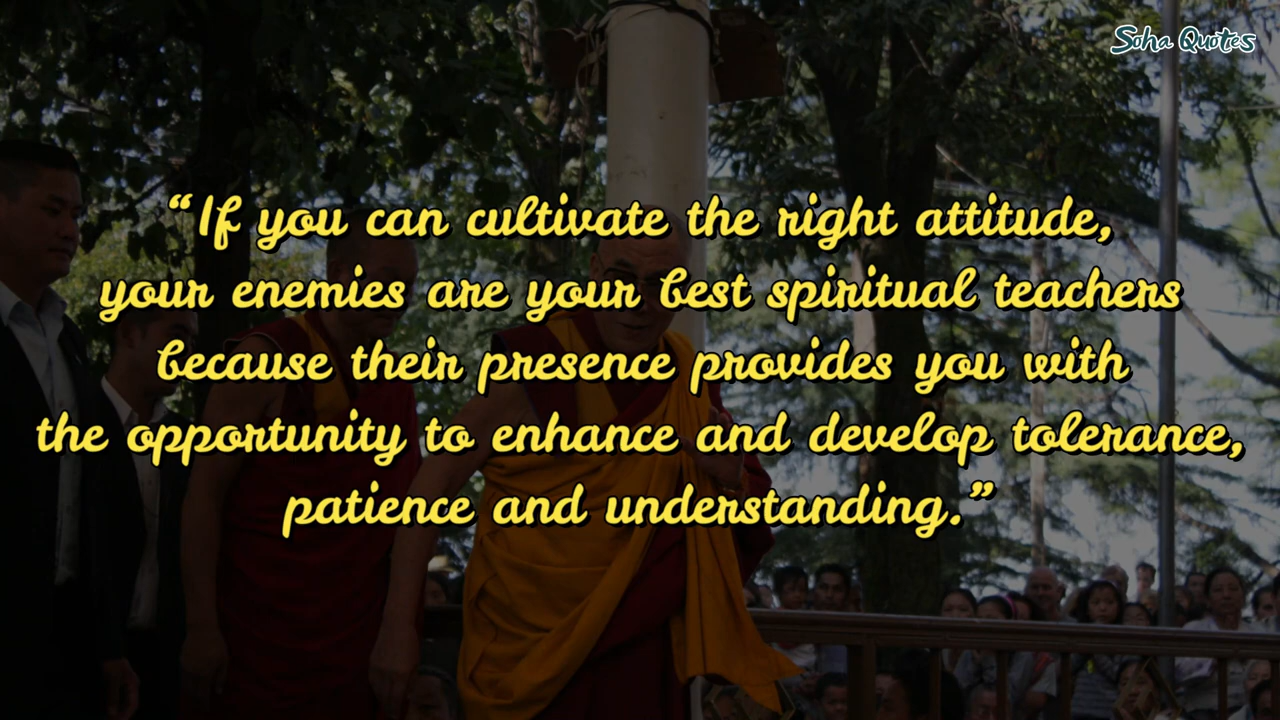 Soha Quotes
“If you can cultivate the right attitude,
your enemies are your best spiritual teachers
because their presence provides you with
the opportunity to enhance and develop tolerance,
patience and understanding.”